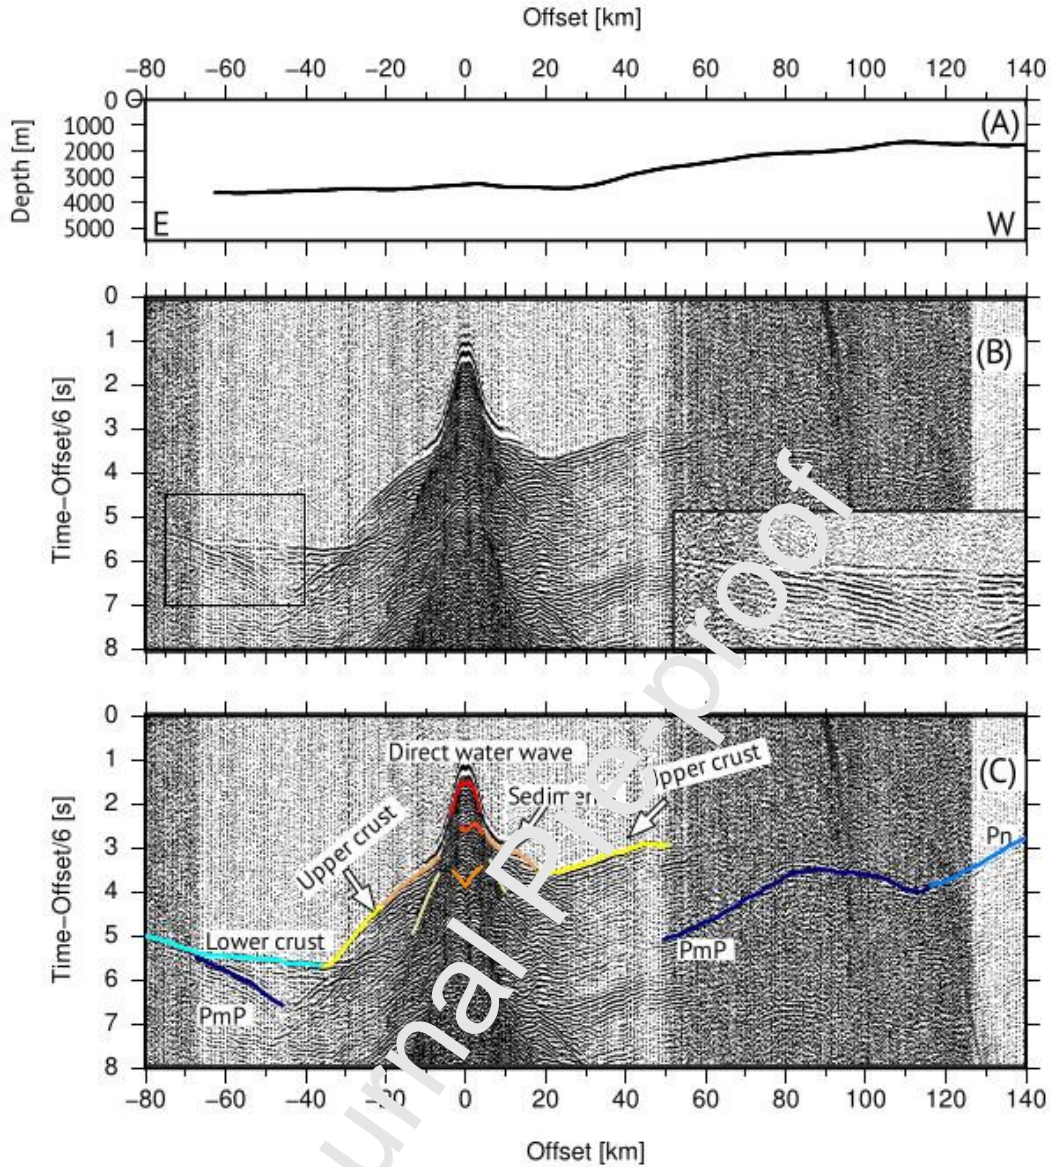 Offset [km]
−80 −60 −40 −20 0 20 40 60 80 100 120 140
Depth [m]
0
1000
2000
3000
4000
5000
(A)
E
W
Time−Offset/6 [s]
0
1
2
3
4
5
6
7
8
(B)
Time−Offset/6 [s]
0
1
2
3
4
5
6
7
8
(C)
Direct water wave
Upper crust
Upper crust
Pn
Lower crust
PmP
PmP
−80 −60 −40 −20 0 20 40 60 80 100 120 140
Offset [km]
Pre-proof